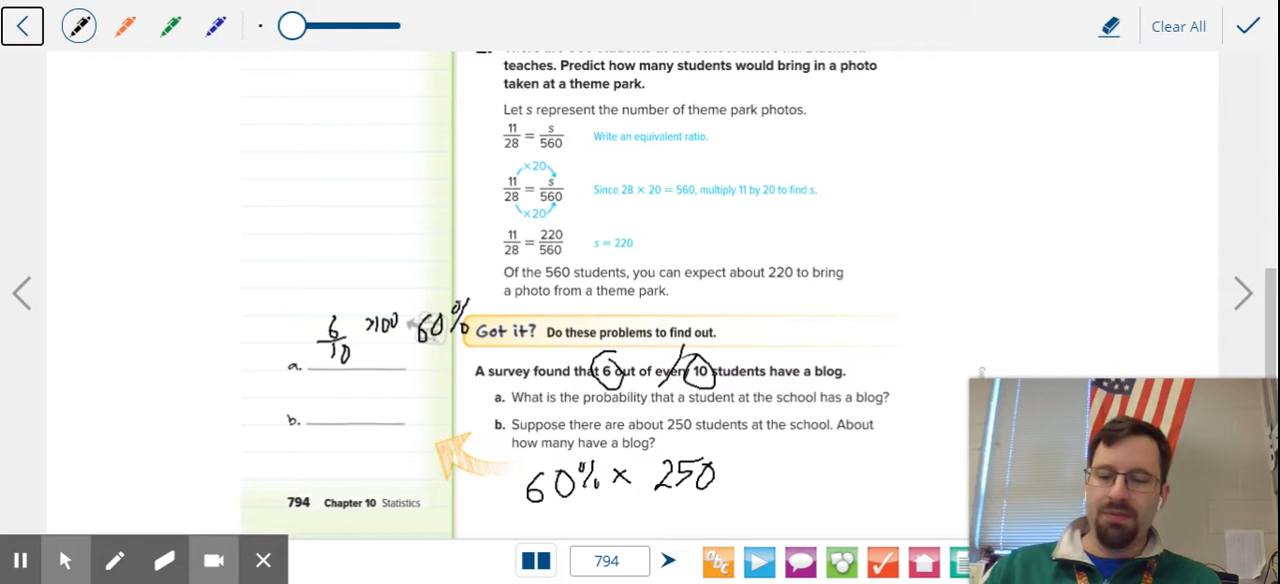 Clear All
teaches. Predict how many students would bring in a photo
taken at a theme park.
Let s represent the number of theme park photos.
11/28 = s/560 Write an equivalent ratio.
×20
11/28 = s/560 Since 28 × 20 = 560, multiply 11 by 20 to find s.
×20
11/28 = 220/560 s = 220
Of the 560 students, you can expect about 220 to bring
a photo from a theme park.
6/10 ×100 60%
Got it? Do these problems to find out.
A survey found that 6 out of every 10 students have a blog.
a. ________
a. What is the probability that a student at the school has a blog?
b. ________
b. Suppose there are about 250 students at the school. About
how many have a blog?
60% × 250
794 Chapter 10 Statistics
794
abc